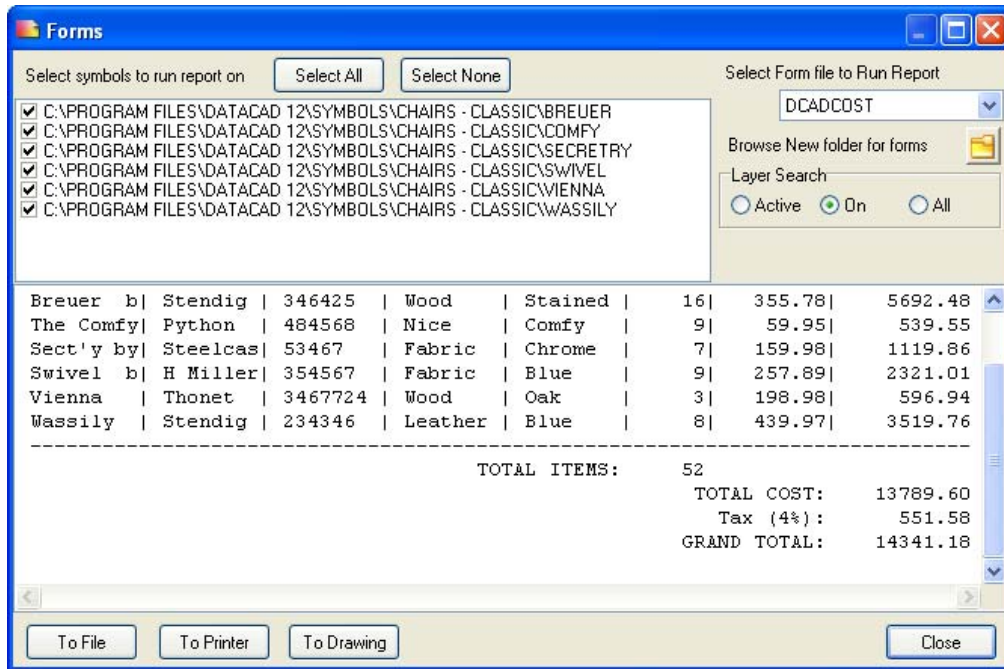 Forms
Select symbols to run report on Select All Select None Select Form file to Run Report
DCADCOST
Browse New folder for forms
Layer Search
Active On All
C:\PROGRAM FILES\DATACAD 12\SYMBOLS\CHAIRS - CLASSIC\BREUER
C:\PROGRAM FILES\DATACAD 12\SYMBOLS\CHAIRS - CLASSIC\COMFY
C:\PROGRAM FILES\DATACAD 12\SYMBOLS\CHAIRS - CLASSIC\SECRETRY
C:\PROGRAM FILES\DATACAD 12\SYMBOLS\CHAIRS - CLASSIC\SWIVEL
C:\PROGRAM FILES\DATACAD 12\SYMBOLS\CHAIRS - CLASSIC\VIENNA
C:\PROGRAM FILES\DATACAD 12\SYMBOLS\CHAIRS - CLASSIC\WASSILY
Breuer b| Stendig | 346425 | Wood | Stained | 16| 355.78| 5692.48
The Comfy| Python | 484568 | Nice | Comfy | 9| 59.95| 539.55
Sect'y by| Steelcas| 53467 | Fabric | Chrome | 7| 159.98| 1119.86
Swivel b| H Miller| 354567 | Fabric | Blue | 9| 257.89| 2321.01
Vienna | Thonet | 3467724 | Wood | Oak | 3| 198.98| 596.94
Wassily | Stendig | 234346 | Leather | Blue | 8| 439.97| 3519.76
TOTAL ITEMS: 52
TOTAL COST: 13789.60
Tax (4%): 551.58
GRAND TOTAL: 14341.18
To File To Printer To Drawing Close